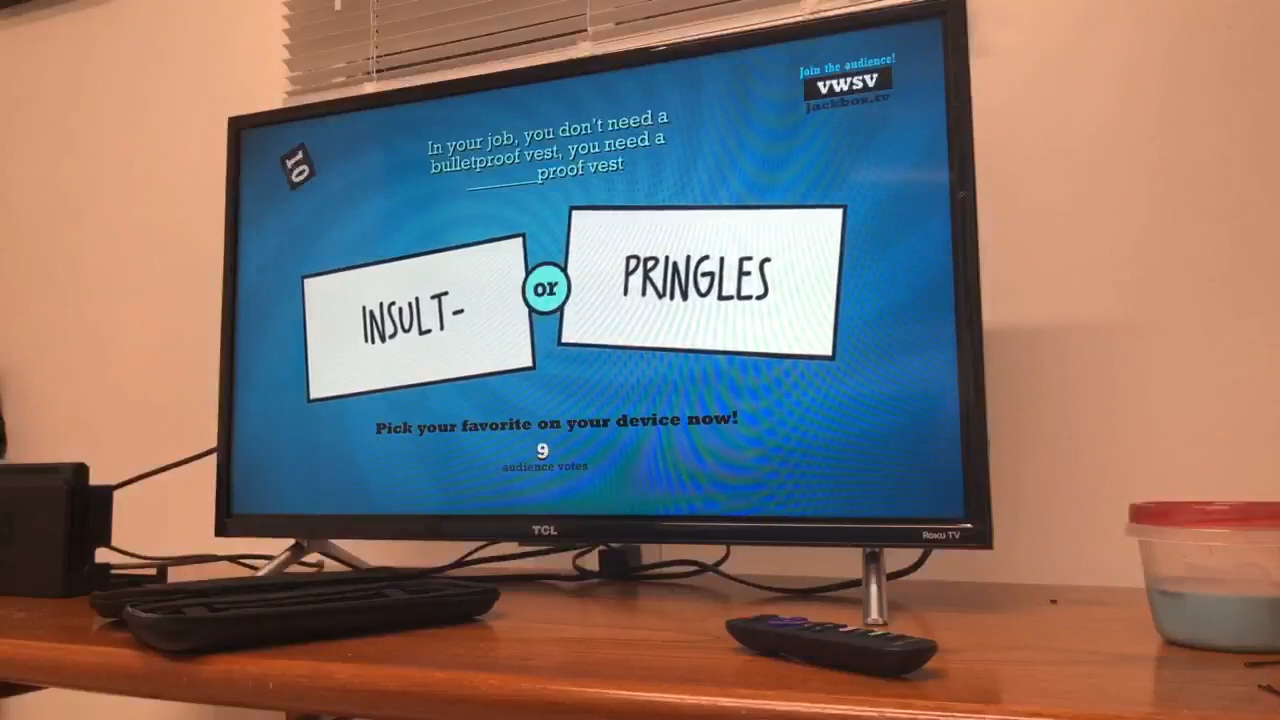 Join the audience!
VWSV
jackbox.tv
10
In your job, you don't need a
bulletproof vest, you need a
_______proof vest
INSULT-
or
PRINGLES
Pick your favorite on your device now!
9
audience votes
TCL
Roku TV